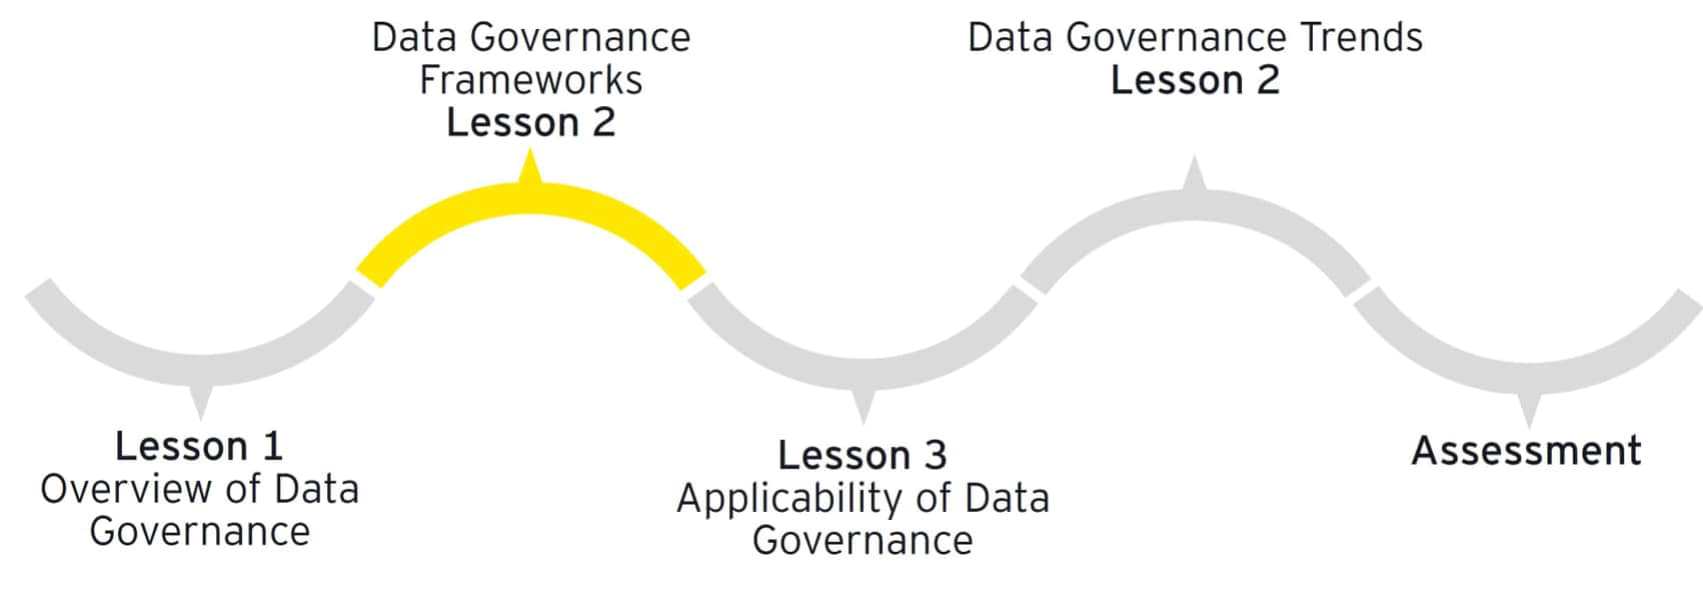 Data Governance
Frameworks
Lesson 2
Data Governance Trends
Lesson 2
Lesson 1
Overview of Data
Governance
Lesson 3
Applicability of Data
Governance
Assessment